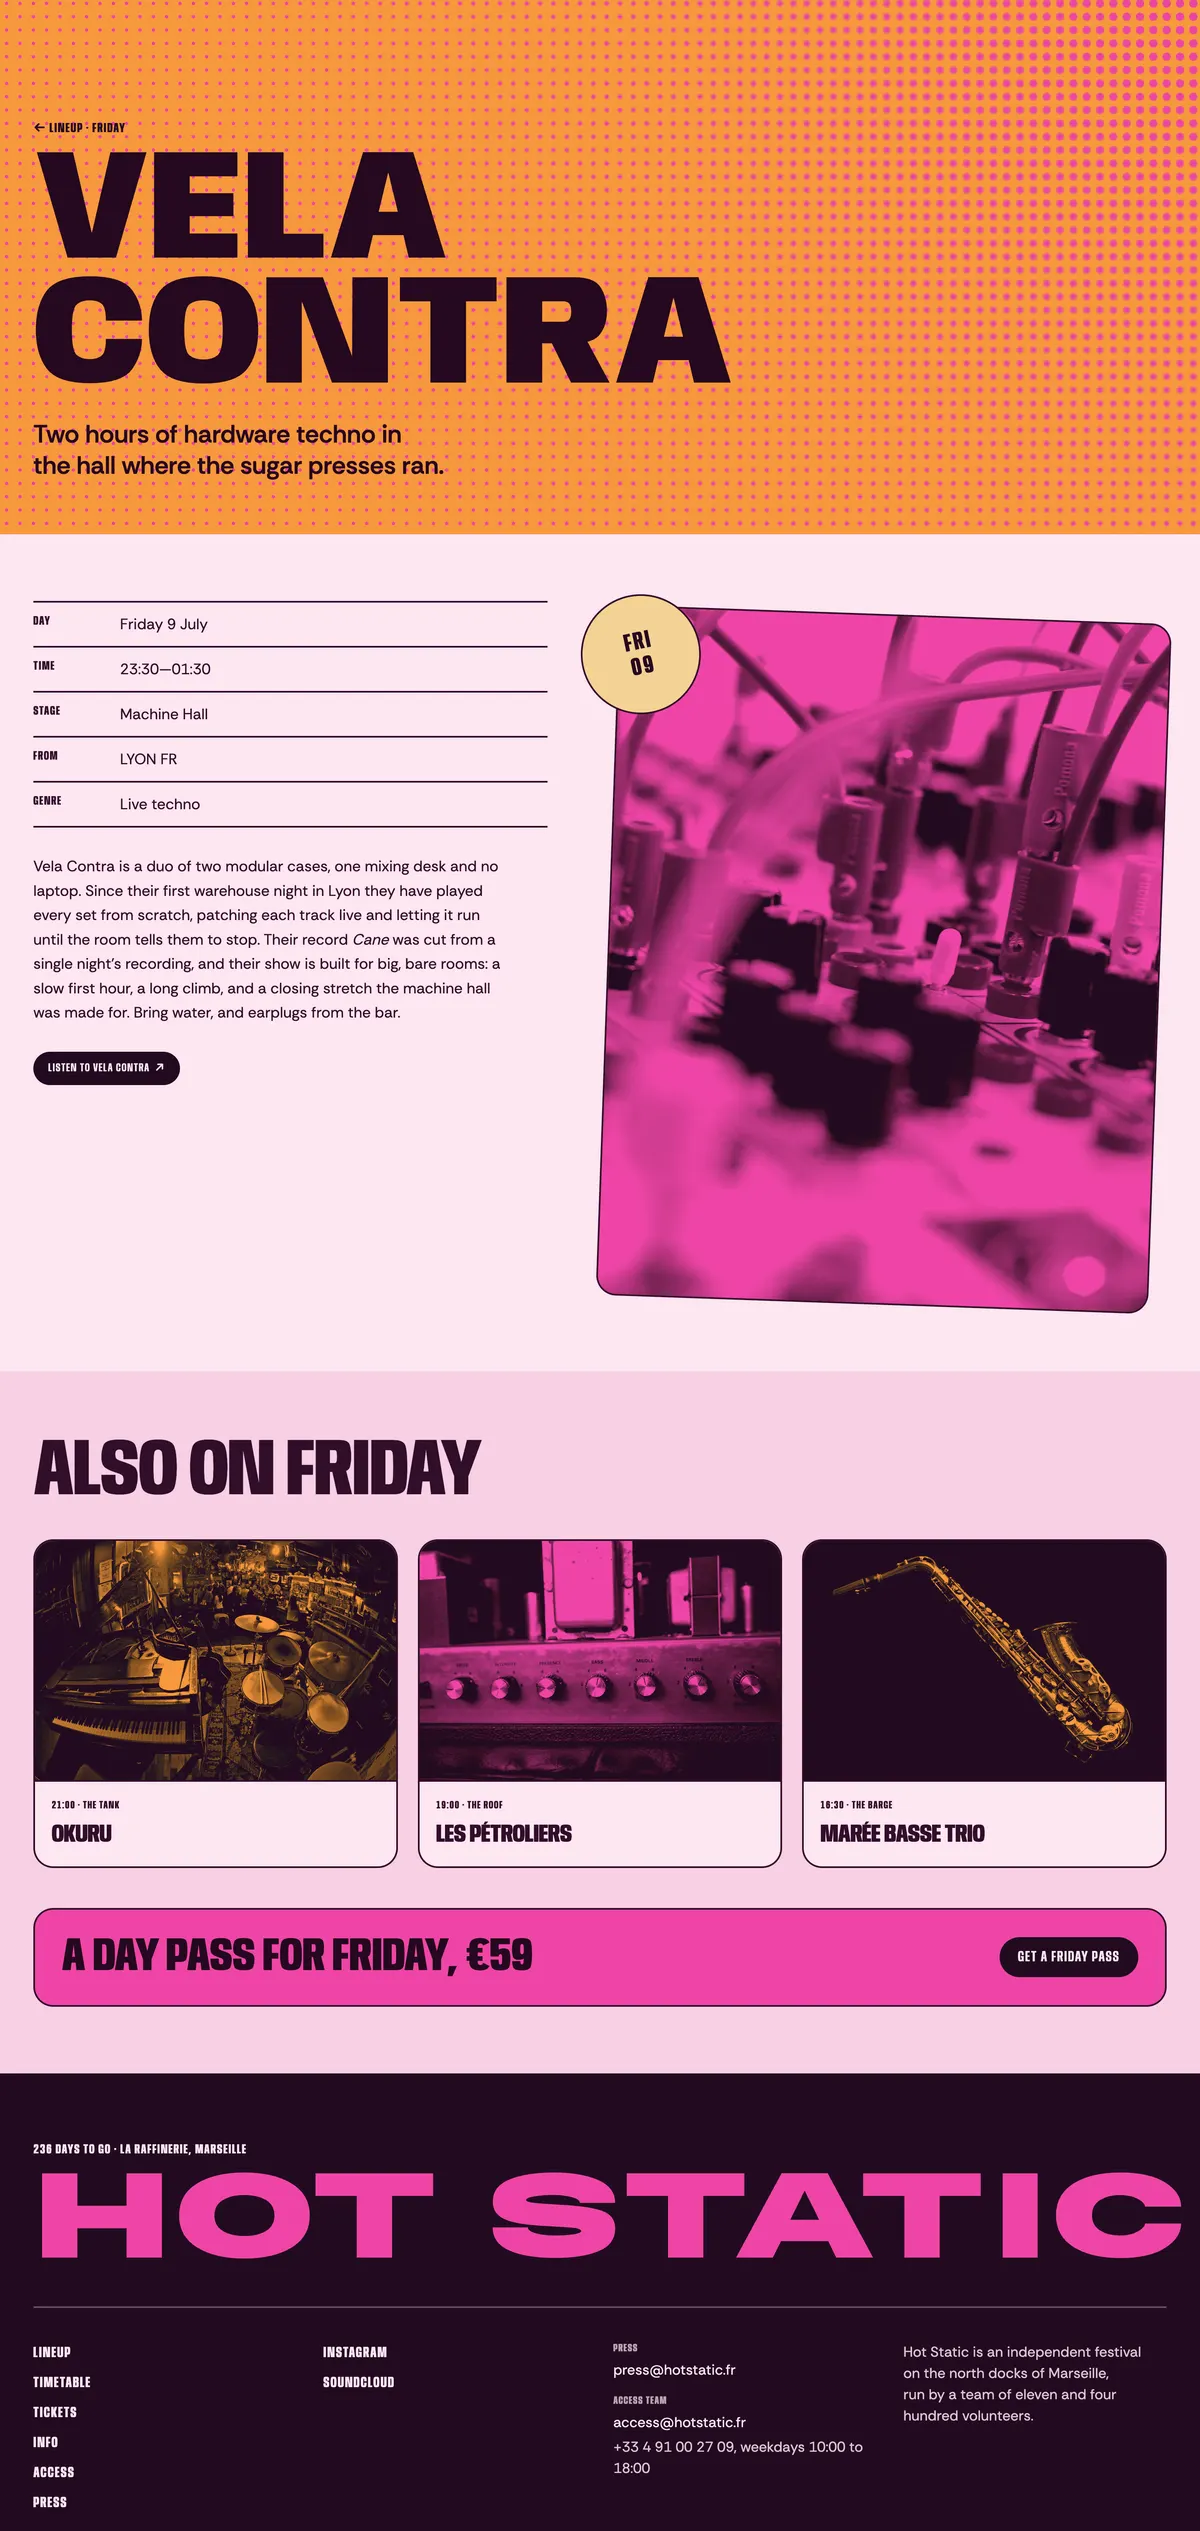 ← LINEUP · FRIDAY
VELA
CONTRA
Two hours of hardware techno in
the hall where the sugar presses ran.
DAY Friday 9 July
TIME 23:30—01:30
STAGE Machine Hall
FROM LYON FR
GENRE Live techno
Vela Contra is a duo of two modular cases, one mixing desk and no
laptop. Since their first warehouse night in Lyon they have played
every set from scratch, patching each track live and letting it run
until the room tells them to stop. Their record Cane was cut from a
single night's recording, and their show is built for big, bare rooms: a
slow first hour, a long climb, and a closing stretch the machine hall
was made for. Bring water, and earplugs from the bar.
LISTEN TO VELA CONTRA ↗
FRI
09
Pomona
Pomona
ALSO ON FRIDAY
21:00 · THE TANK
OKURU
19:00 · THE ROOF
LES PÉTROLIERS
16:30 · THE BARGE
MARÉE BASSE TRIO
A DAY PASS FOR FRIDAY, €59
GET A FRIDAY PASS
236 DAYS TO GO · LA RAFFINERIE, MARSEILLE
HOT STATIC
LINEUP
TIMETABLE
TICKETS
INFO
ACCESS
PRESS
INSTAGRAM
SOUNDCLOUD
PRESS
press@hotstatic.fr
ACCESS TEAM
access@hotstatic.fr
+33 4 91 00 27 09, weekdays 10:00 to
18:00
Hot Static is an independent festival
on the north docks of Marseille,
run by a team of eleven and four
hundred volunteers.